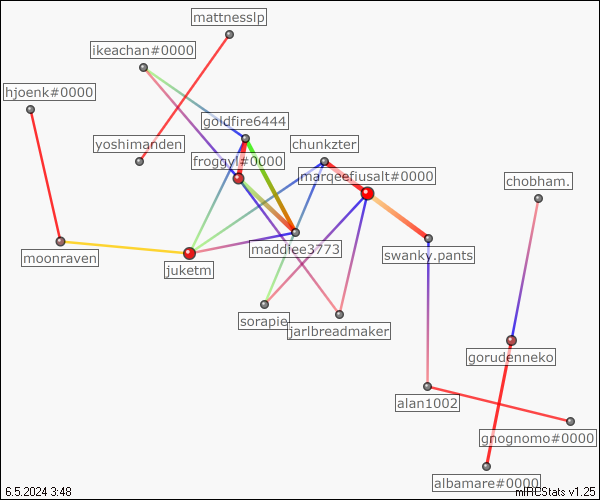 mattnesslp
ikeachan#0000
hjoenk#0000
goldfire6444
yoshimanden
chunkzter
froggyl#0000
marqeefiusalt#0000
chobham.
maddiee3773
moonraven
swanky.pants
juketm
sorapie
jarlbreadmaker
gorudenneko
alan1002
gnognomo#0000
albamare#0000
6.5.2024 3:48
mIRCStats v1.25